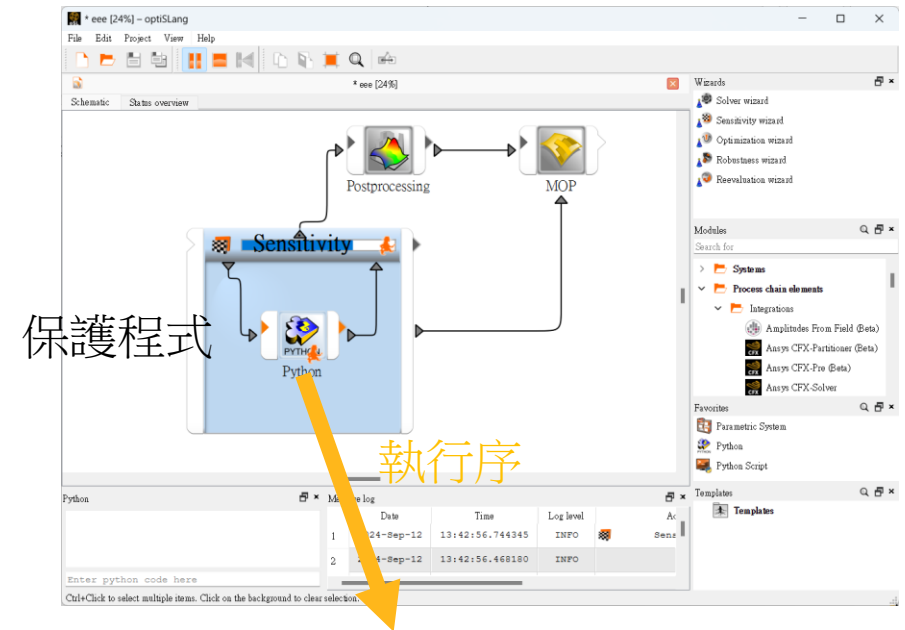 * eee [24%] – optiSLang
File Edit Project View Help
* eee [24%]
Schematic Status overview
Postprocessing
MOP
Sensitivity
PYTHON
Python
保護程式
執行序
Python
Enter python code here
Message log
Date Time Log level
1 2024-Sep-12 13:42:56.744345 INFO Sens
2 2024-Sep-12 13:42:56.468180 INFO
Ctrl+Click to select multiple items. Click on the background to clear selection.
Wizards
Solver wizard
Sensitivity wizard
Optimization wizard
Robustness wizard
Reevaluation wizard
Modules
Search for
Systems
Process chain elements
Integrations
Amplitudes From Field (Beta)
Ansys CFX-Partitioner (Beta)
Ansys CFX-Pre (Beta)
Ansys CFX-Solver
Favorites
Parametric System
Python
Python Script
Templates
Templates